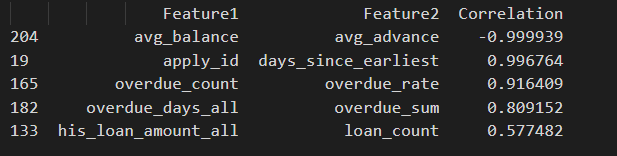 Feature1 Feature2 Correlation
204 avg_balance avg_advance -0.999939
19 apply_id days_since_earliest 0.996764
165 overdue_count overdue_rate 0.916409
182 overdue_days_all overdue_sum 0.809152
133 his_loan_amount_all loan_count 0.577482